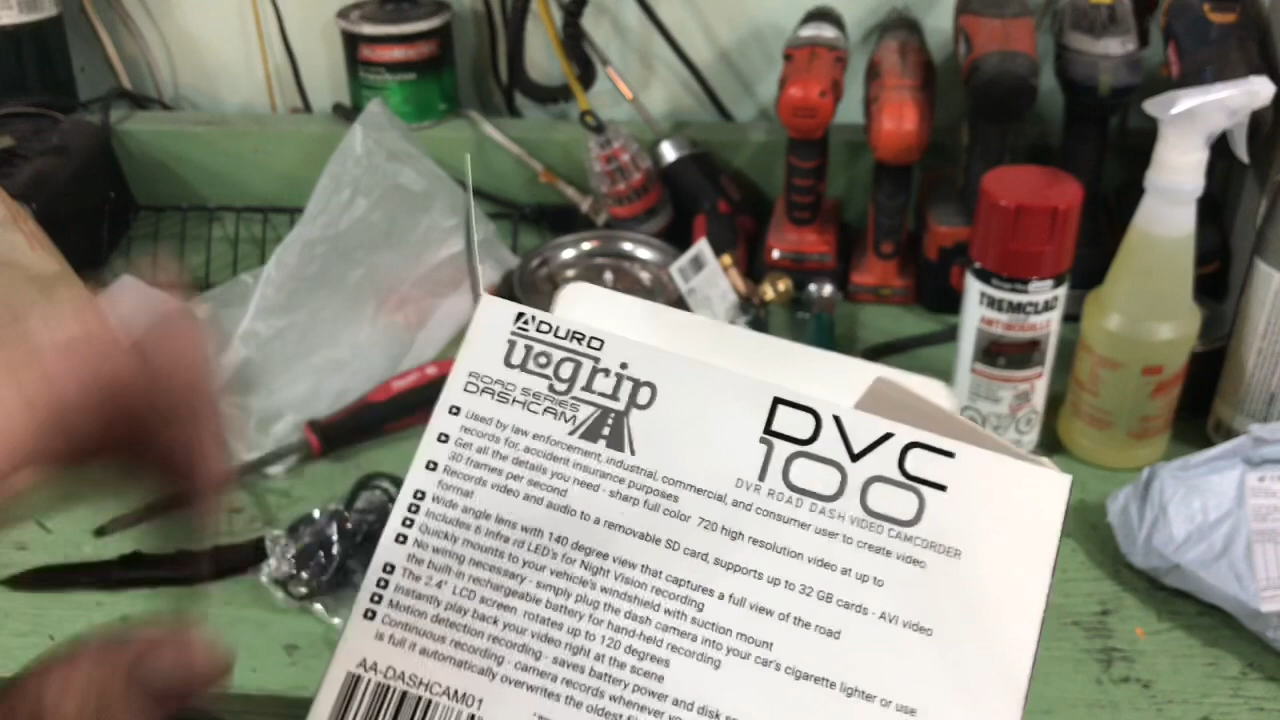 ADURO
uogrip
ROAD SERIES
DASHCAM
DVC
100
DVR ROAD DASH VIDEO CAMCORDER
Used by law enforcement, industrial, commercial, and consumer user to create video
records for, accident insurance purposes
Get all the details you need - sharp full color 720 high resolution video at up to
30 frames per second
Records video and audio to a removable SD card, supports up to 32 GB cards - AVI video
format
Wide angle lens with 140 degree view that captures a full view of the road
Includes 6 Infra rd LED's for Night Vision recording
Quickly mounts to your vehicle's windshield with suction mount
No wiring necessary - simply plug the dash camera into your car's cigarette lighter or use
the built-in rechargeable battery for hand-held recording
The 2.4" LCD screen rotates up to 120 degrees
Instantly play back your video right at the scene
Motion detection recording - saves battery power and disk
Continuous recording - camera records whenever
is full it automatically overwrites the oldest
AA-DASHCAM01
TREMCLAD
ANTIROUILLE